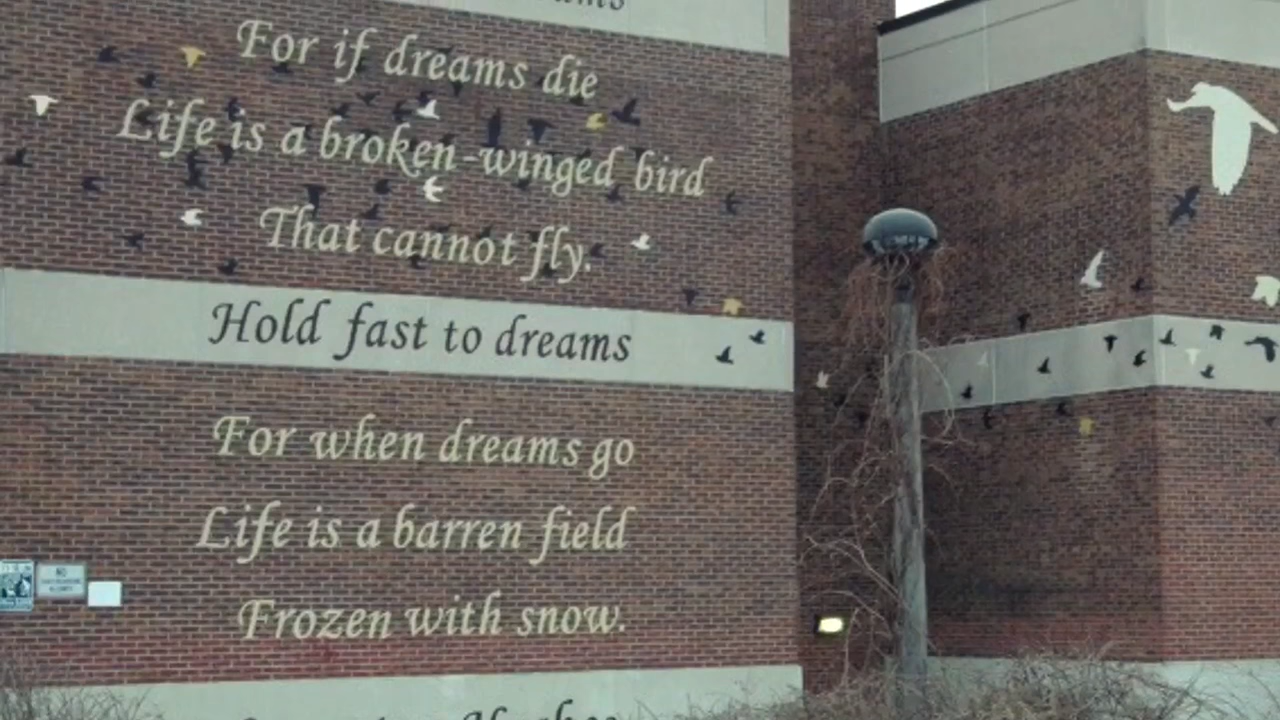 For if dreams die
Life is a broken-winged bird
That cannot fly.
Hold fast to dreams
For when dreams go
Life is a barren field
Frozen with snow.